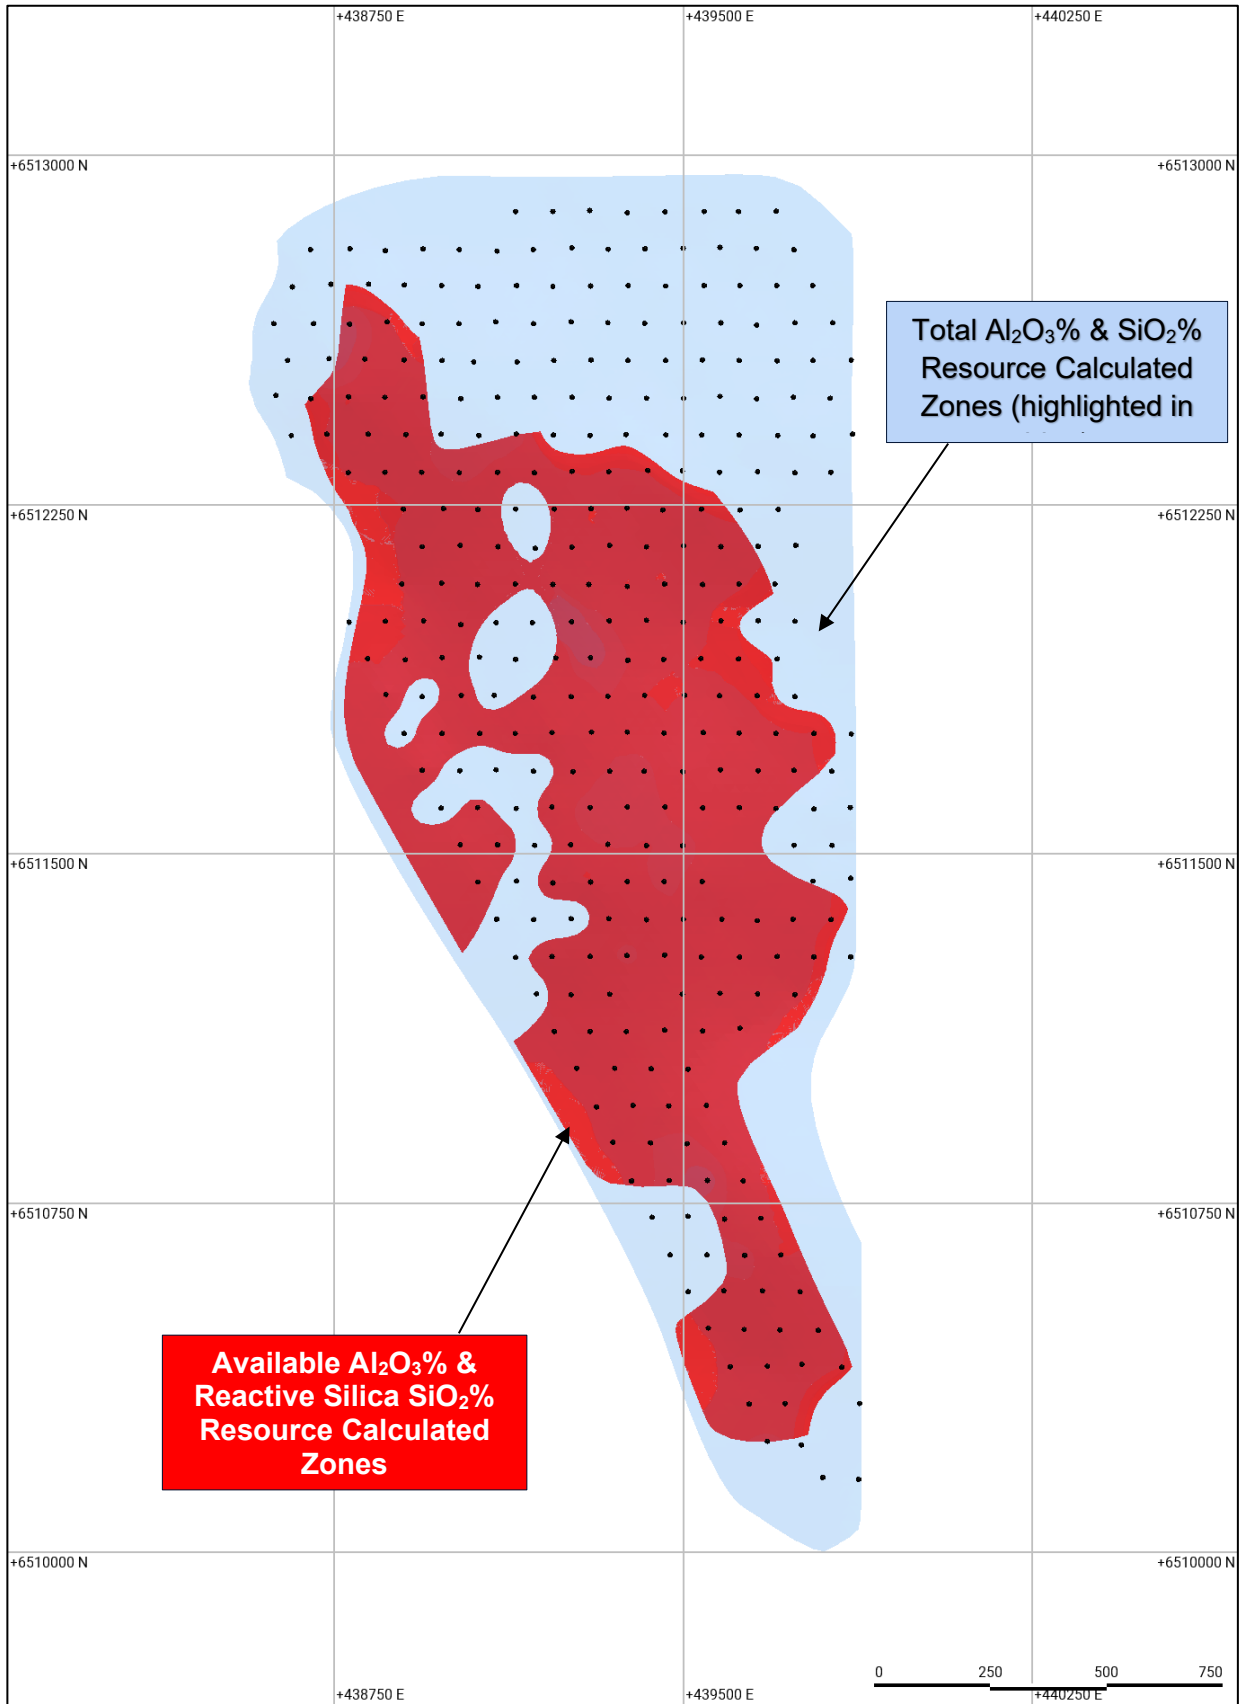 +438750 E
+439500 E
+440250 E
+6513000 N
+6513000 N
Total Al₂O₃% & SiO₂%
Resource Calculated
Zones (highlighted in
+6512250 N
+6512250 N
+6511500 N
+6511500 N
+6510750 N
+6510750 N
Available Al₂O₃% &
Reactive Silica SiO₂%
Resource Calculated
Zones
+6510000 N
+6510000 N
0 250 500 750
+438750 E
+439500 E
+440250 E